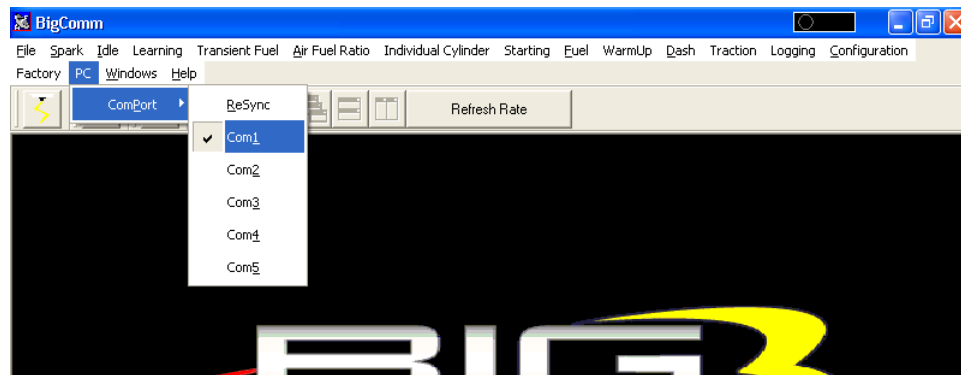 BigComm
File Spark Idle Learning Transient Fuel Air Fuel Ratio Individual Cylinder Starting Fuel WarmUp Dash Traction Logging Configuration
Factory PC Windows Help
ComPort
ReSync
Refresh Rate
Com1
Com2
Com3
Com4
Com5
BIG